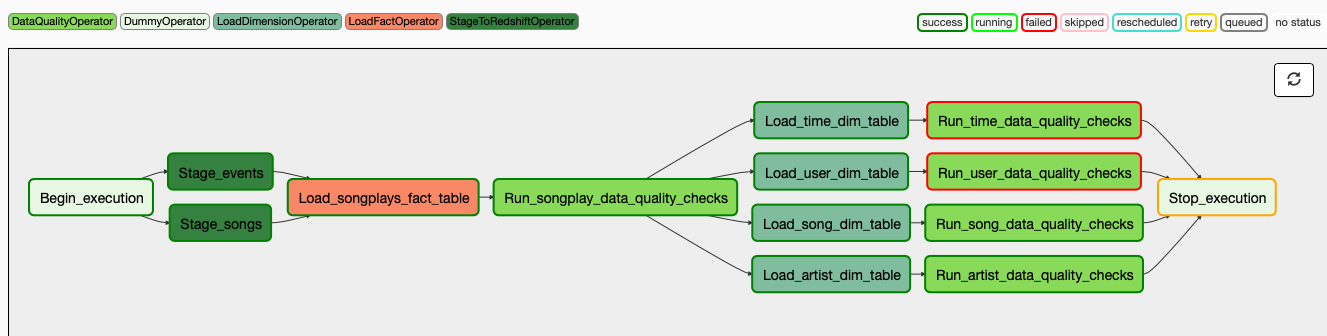 DataQualityOperator DummyOperator LoadDimensionOperator LoadFactOperator StageToRedshiftOperator success running failed skipped rescheduled retry queued no status
Load_time_dim_table Run_time_data_quality_checks
Stage_events Load_user_dim_table Run_user_data_quality_checks
Begin_execution Load_songplays_fact_table Run_songplay_data_quality_checks Stop_execution
Stage_songs Load_song_dim_table Run_song_data_quality_checks
Load_artist_dim_table Run_artist_data_quality_checks